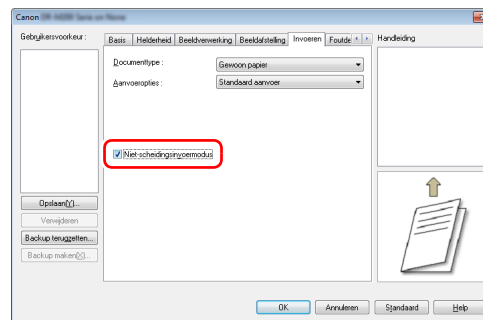 Canon
Gebruikersvoorkeur :
Basis Helderheid Beeldverwerking Beeldafstelling Invoeren Foutde
Handleiding
Documenttype :
Gewoon papier
Aanvoeropties :
Standaard aanvoer
Niet-scheidingsinvoermodus
Opslaan(Y)...
Verwijderen
Backup terugzetten...
Backup maken(X)...
OK
Annuleren
Standaard
Help